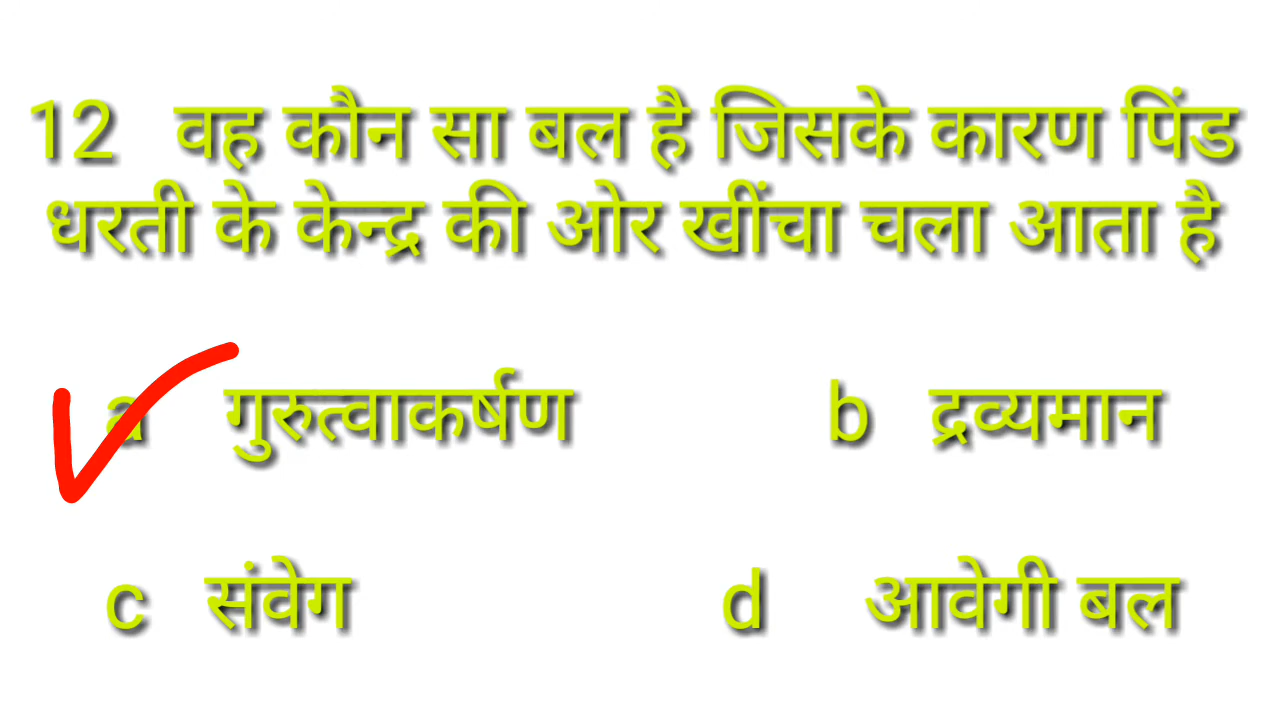 12 वह कौन सा बल है जिसके कारण पिंड
धरती के केन्द्र की ओर खींचा चला आता है
a गुरुत्वाकर्षण b द्रव्यमान
c संवेग d आवेगी बल